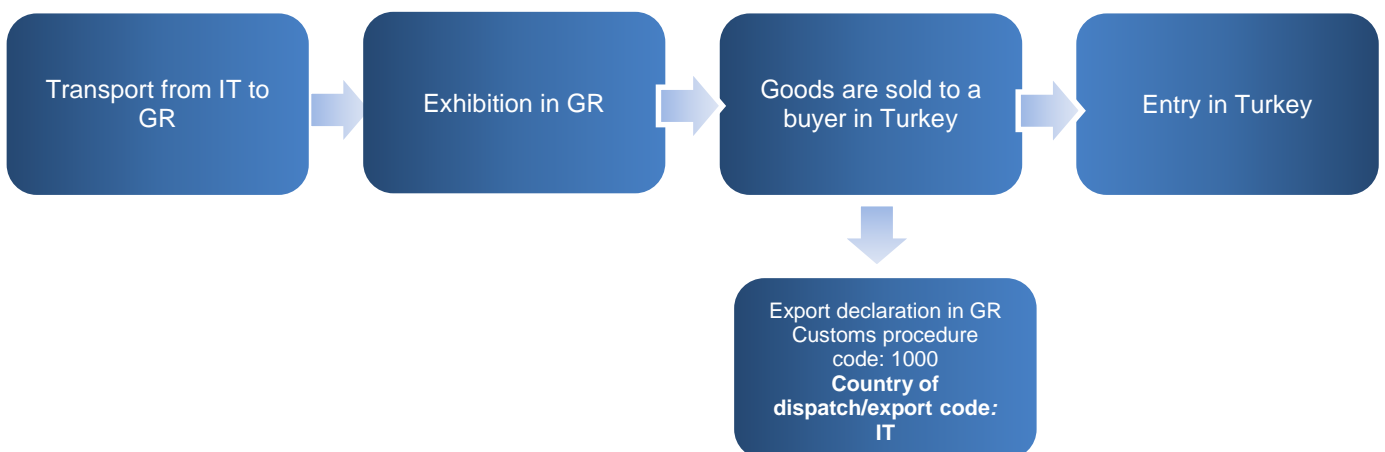 Transport from IT to
GR
Exhibition in GR
Goods are sold to a
buyer in Turkey
Entry in Turkey
Export declaration in GR
Customs procedure
code: 1000
Country of
dispatch/export code:
IT